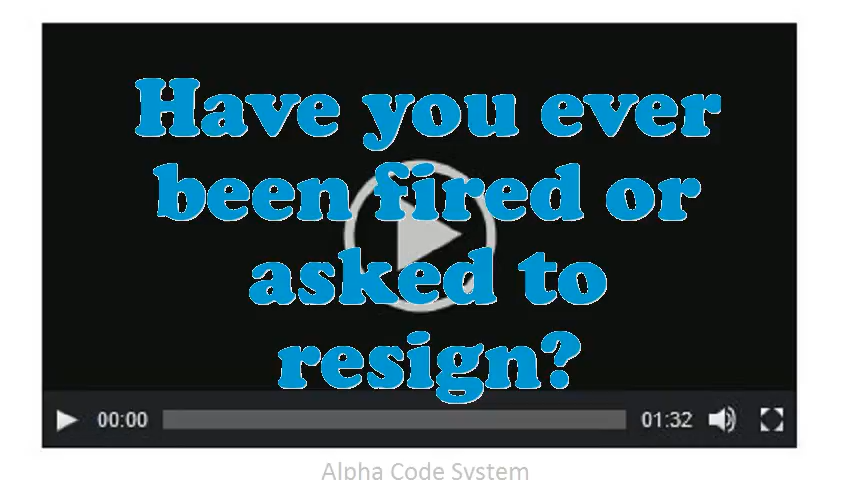 Have you ever
been fired or
asked to
resign?
00:00
01:32
Alpha Code System